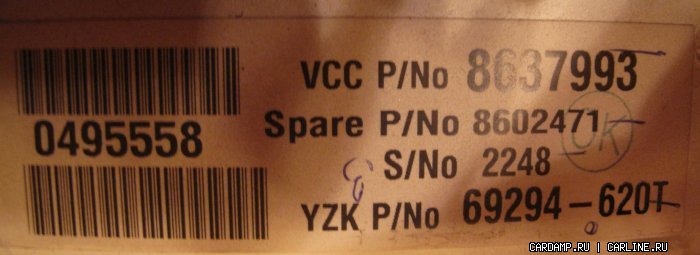 VCC P/No 8637993
0495558
Spare P/No 8602471
OK
S/No 2248
YZK P/No 69294-620T
CARDAMP.RU | CARLINE.RU